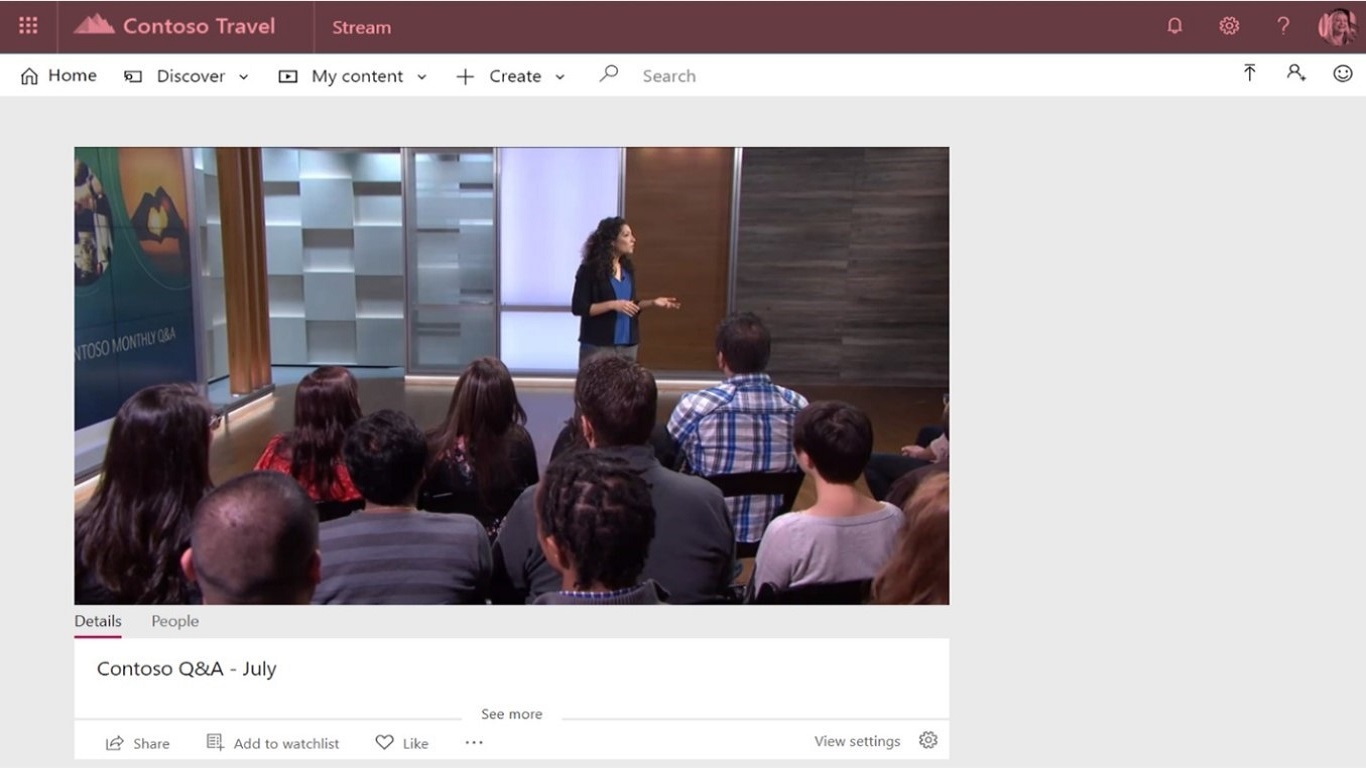 Contoso Travel Stream
Home Discover My content Create Search
NTOSO MONTHLY Q&A
Details People
Contoso Q&A - July
See more
Share Add to watchlist Like ··· View settings